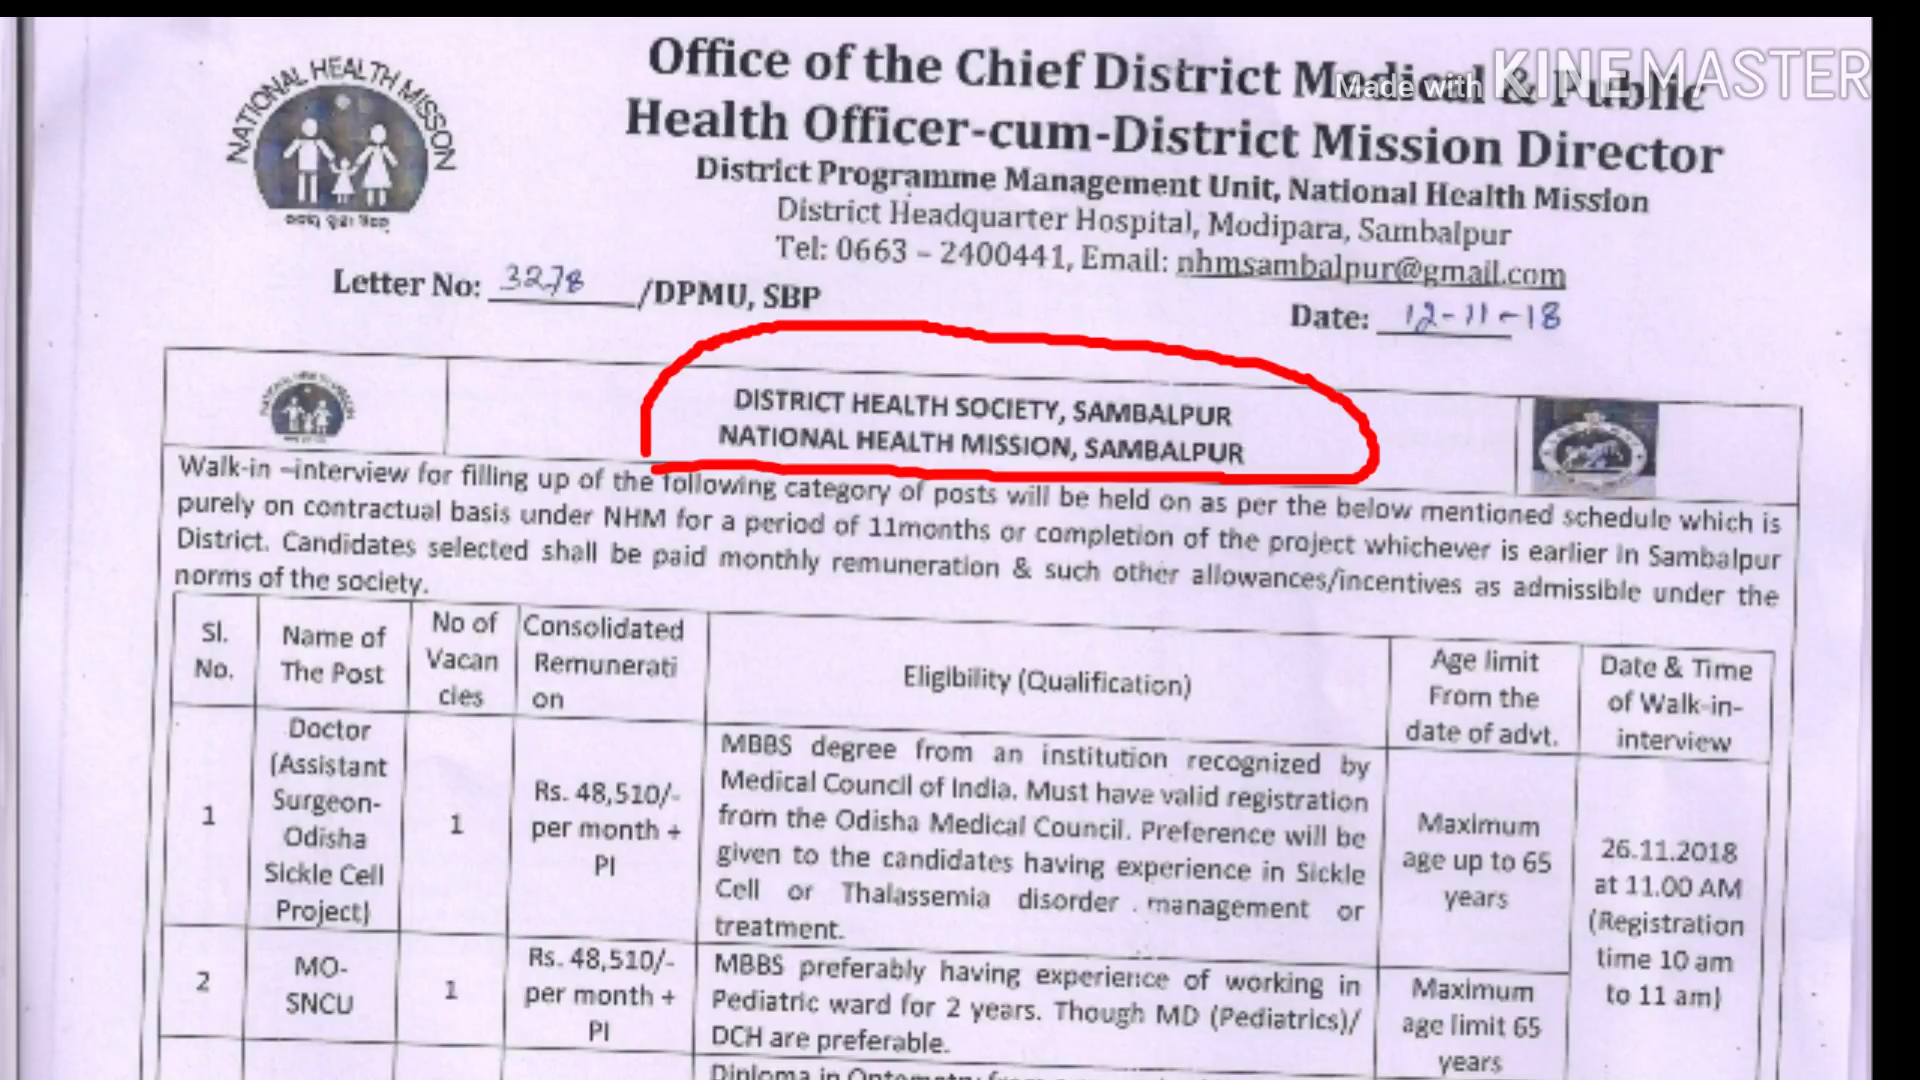 Made with KINEMASTER
NATIONAL HEALTH MISSION
Office of the Chief District Medical & Public
Health Officer-cum-District Mission Director
District Programme Management Unit, National Health Mission
District Headquarter Hospital, Modipara, Sambalpur
Tel: 0663 – 2400441, Email: nhmsambalpur@gmail.com
Letter No: 3278 /DPMU, SBP
Date: 12-11-18
DISTRICT HEALTH SOCIETY, SAMBALPUR
NATIONAL HEALTH MISSION, SAMBALPUR
Walk-in –interview for filling up of the following category of posts will be held on as per the below mentioned schedule which is
purely on contractual basis under NHM for a period of 11months or completion of the project whichever is earlier in Sambalpur
District. Candidates selected shall be paid monthly remuneration & such other allowances/incentives as admissible under the
norms of the society.
Sl.
No.
Name of
The Post
No of
Vacan
cies
Consolidated
Remunerati
on
Eligibility (Qualification)
Age limit
From the
date of advt.
Date & Time
of Walk-in-
interview
1
Doctor
(Assistant
Surgeon-
Odisha
Sickle Cell
Project)
1
Rs. 48,510/-
per month +
PI
MBBS degree from an institution recognized by
Medical Council of India. Must have valid registration
from the Odisha Medical Council. Preference will be
given to the candidates having experience in Sickle
Cell or Thalassemia disorder management or
treatment.
Maximum
age up to 65
years
26.11.2018
at 11.00 AM
(Registration
time 10 am
to 11 am)
2
MO-
SNCU
1
Rs. 48,510/-
per month +
PI
MBBS preferably having experience of working in
Pediatric ward for 2 years. Though MD (Pediatrics)/
DCH are preferable.
Maximum
age limit 65
years
Diploma in Optometry from